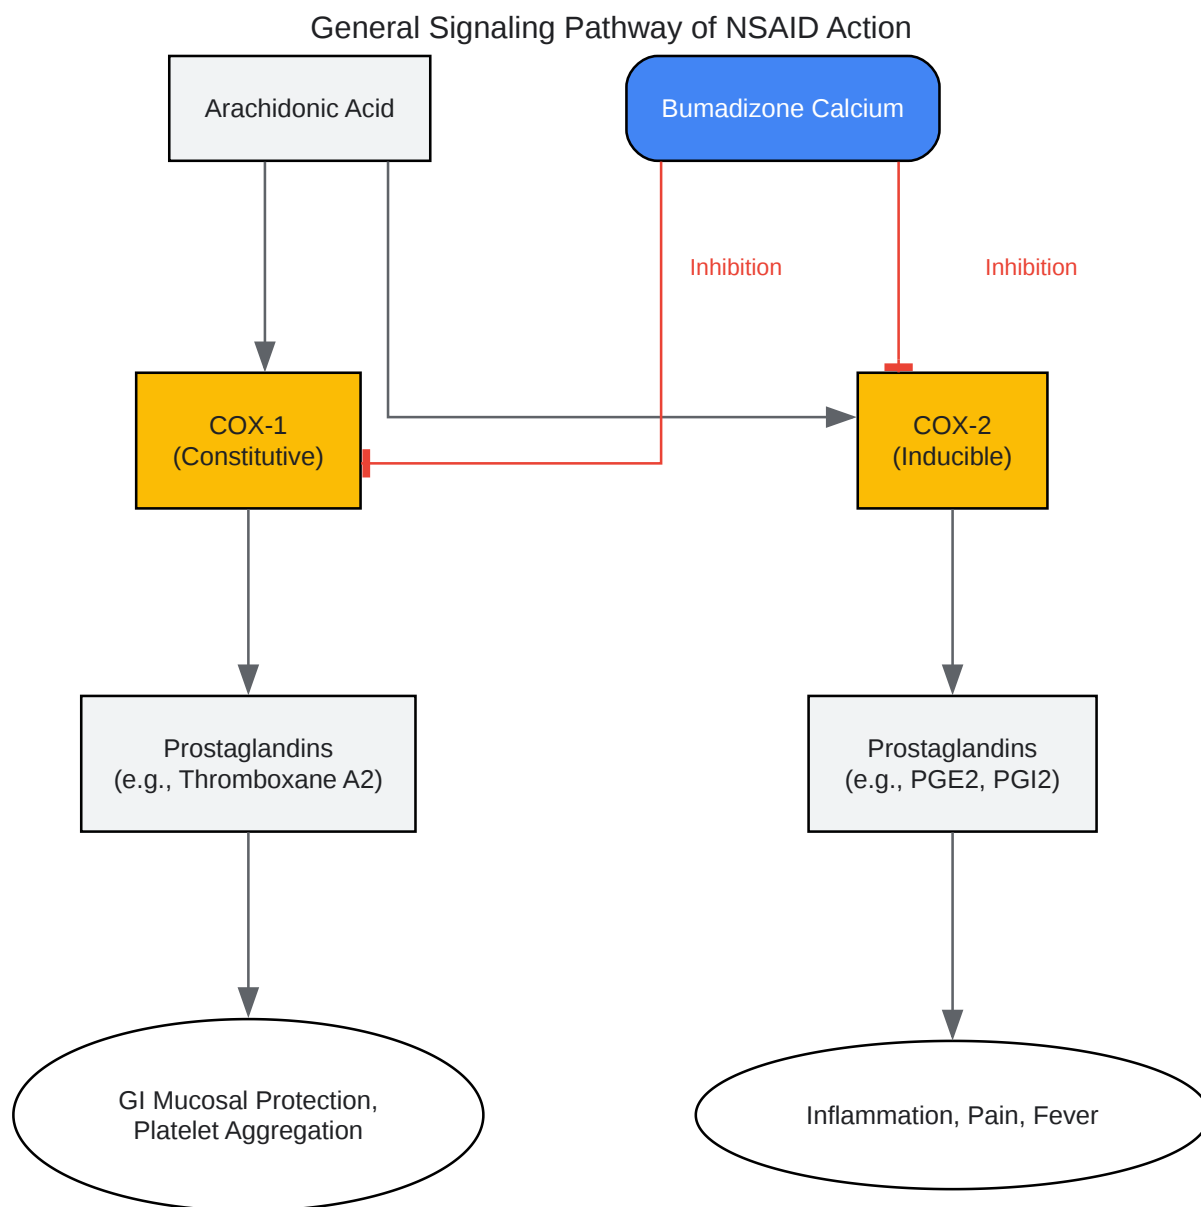 General Signaling Pathway of NSAID Action
Arachidonic Acid
Bumadizone Calcium
Inhibition
Inhibition
COX-1
(Constitutive)
COX-2
(Inducible)
Prostaglandins
(e.g., Thromboxane A2)
Prostaglandins
(e.g., PGE2, PGI2)
GI Mucosal Protection,
Platelet Aggregation
Inflammation, Pain, Fever